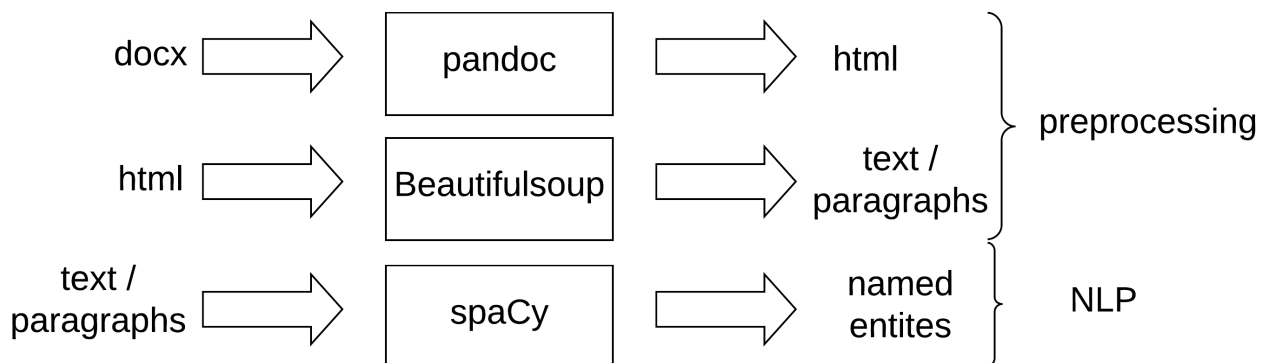 docx
pandoc
html
preprocessing
html
Beautifulsoup
text /
paragraphs
text /
paragraphs
spaCy
named
entites
NLP